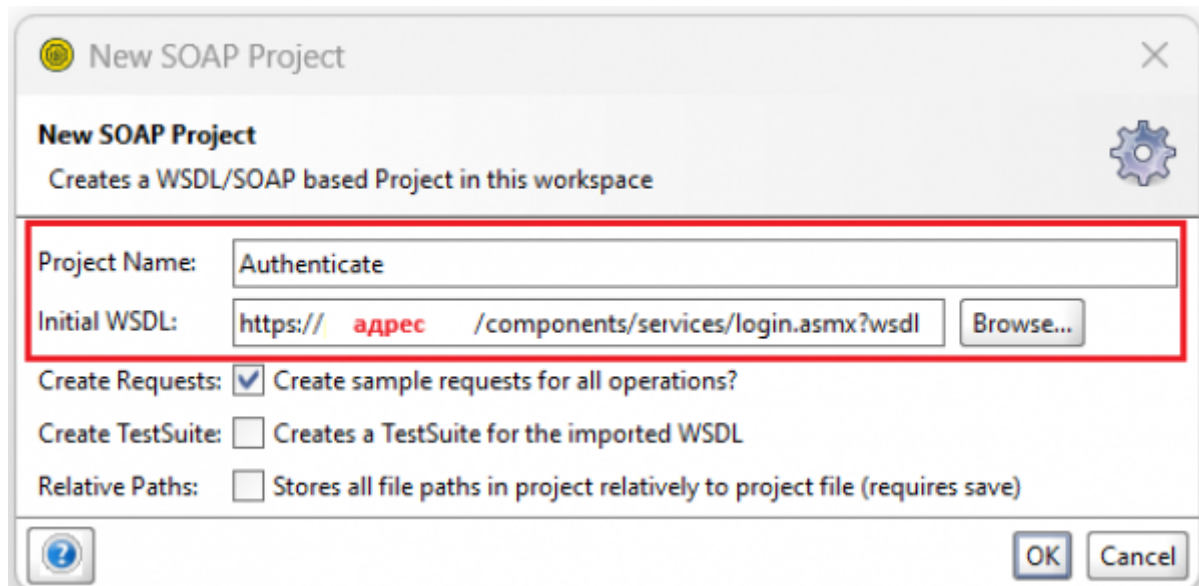 New SOAP Project
New SOAP Project
Creates a WSDL/SOAP based Project in this workspace
Project Name: Authenticate
Initial WSDL: https:// адрес /components/services/login.asmx?wsdl Browse...
Create Requests: Create sample requests for all operations?
Create TestSuite: Creates a TestSuite for the imported WSDL
Relative Paths: Stores all file paths in project relatively to project file (requires save)
? OK Cancel